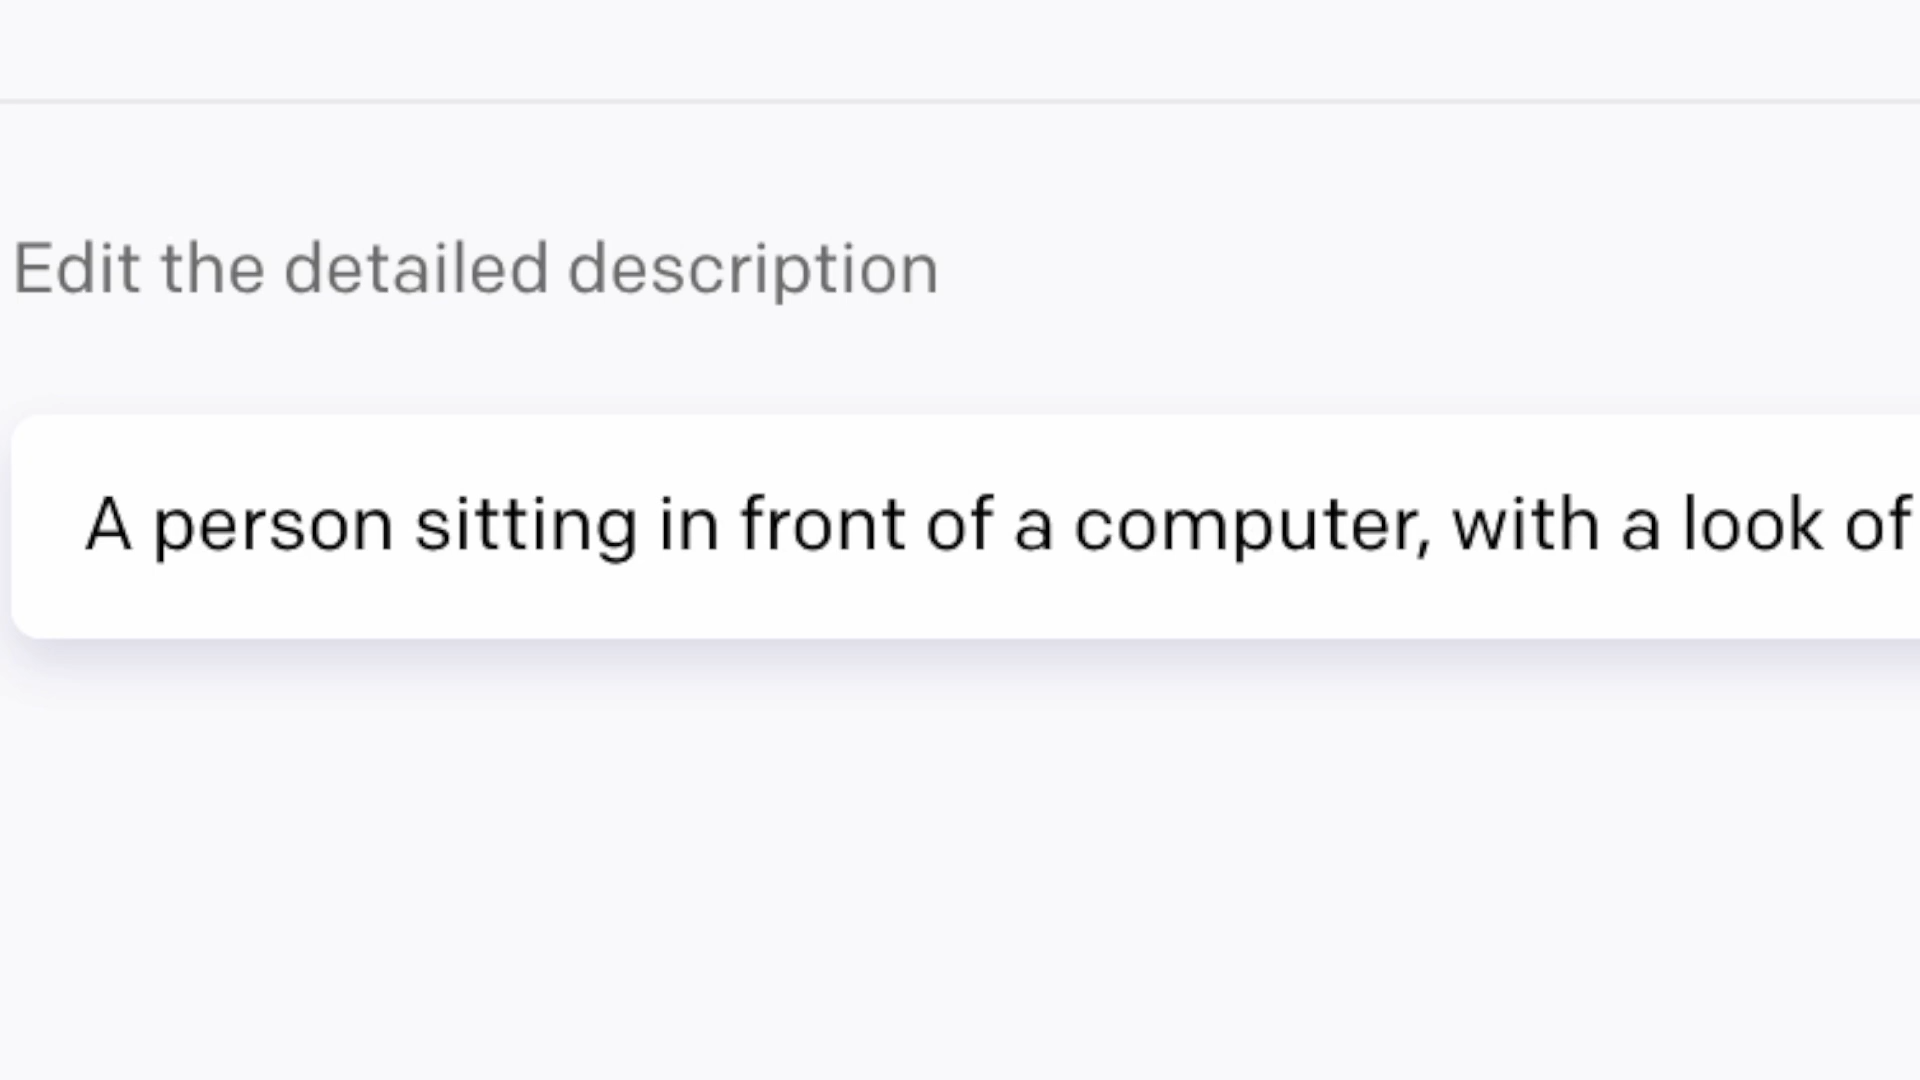 Edit the detailed description
A person sitting in front of a computer, with a look of